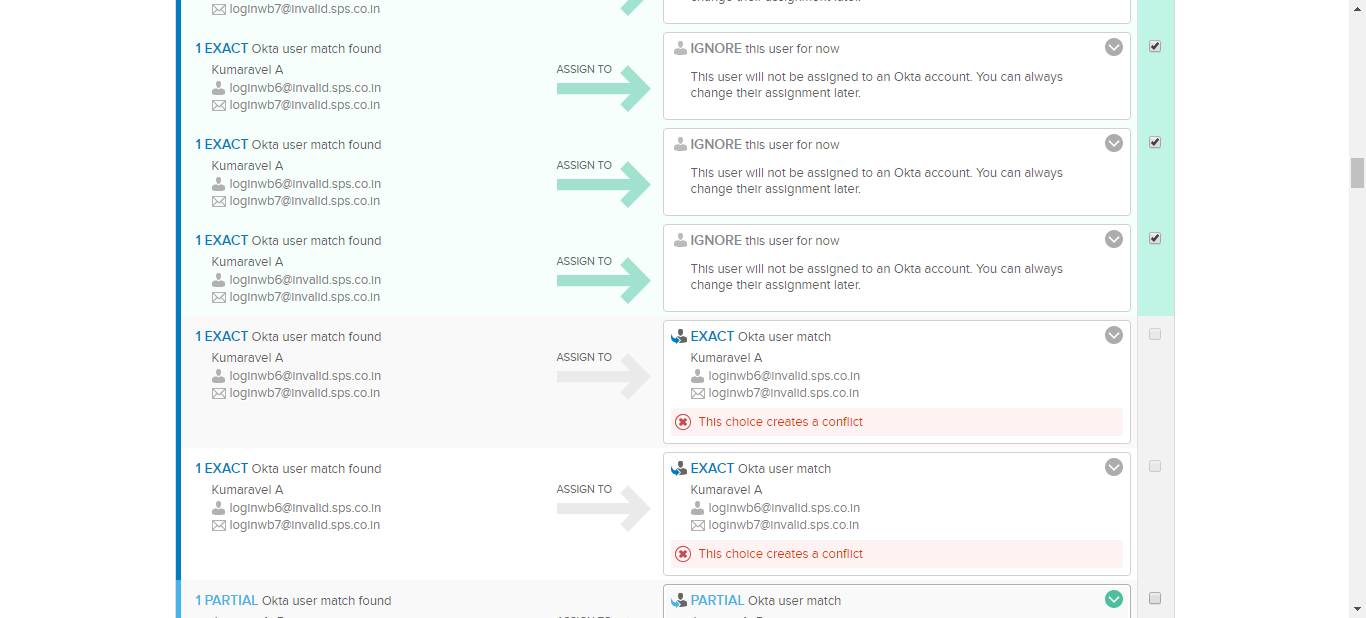 loginwb7@invalid.sps.co.in
change their assignment later.
1 EXACT Okta user match found
Kumaravel A
loginwb6@invalid.sps.co.in
loginwb7@invalid.sps.co.in
ASSIGN TO
IGNORE this user for now
This user will not be assigned to an Okta account. You can always
change their assignment later.
1 EXACT Okta user match found
Kumaravel A
loginwb6@invalid.sps.co.in
loginwb7@invalid.sps.co.in
ASSIGN TO
IGNORE this user for now
This user will not be assigned to an Okta account. You can always
change their assignment later.
1 EXACT Okta user match found
Kumaravel A
loginwb6@invalid.sps.co.in
loginwb7@invalid.sps.co.in
ASSIGN TO
IGNORE this user for now
This user will not be assigned to an Okta account. You can always
change their assignment later.
1 EXACT Okta user match found
Kumaravel A
loginwb6@invalid.sps.co.in
loginwb7@invalid.sps.co.in
ASSIGN TO
EXACT Okta user match
Kumaravel A
loginwb6@invalid.sps.co.in
loginwb7@invalid.sps.co.in
This choice creates a conflict
1 EXACT Okta user match found
Kumaravel A
loginwb6@invalid.sps.co.in
loginwb7@invalid.sps.co.in
ASSIGN TO
EXACT Okta user match
Kumaravel A
loginwb6@invalid.sps.co.in
loginwb7@invalid.sps.co.in
This choice creates a conflict
1 PARTIAL Okta user match found
PARTIAL Okta user match